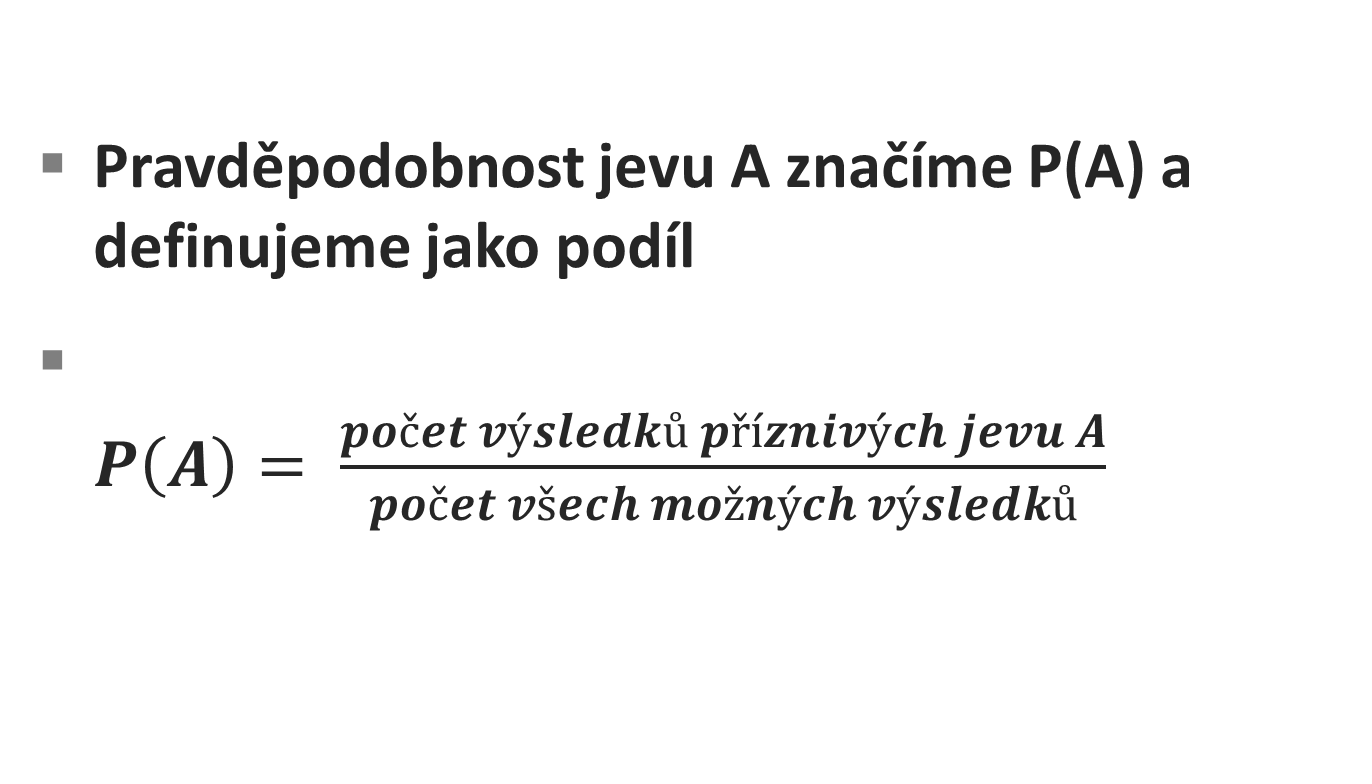 ▪ Pravděpodobnost jevu A značíme P(A) a
definujeme jako podíl
▪
P(A) = počet výsledků příznivých jevu A
počet všech možných výsledků